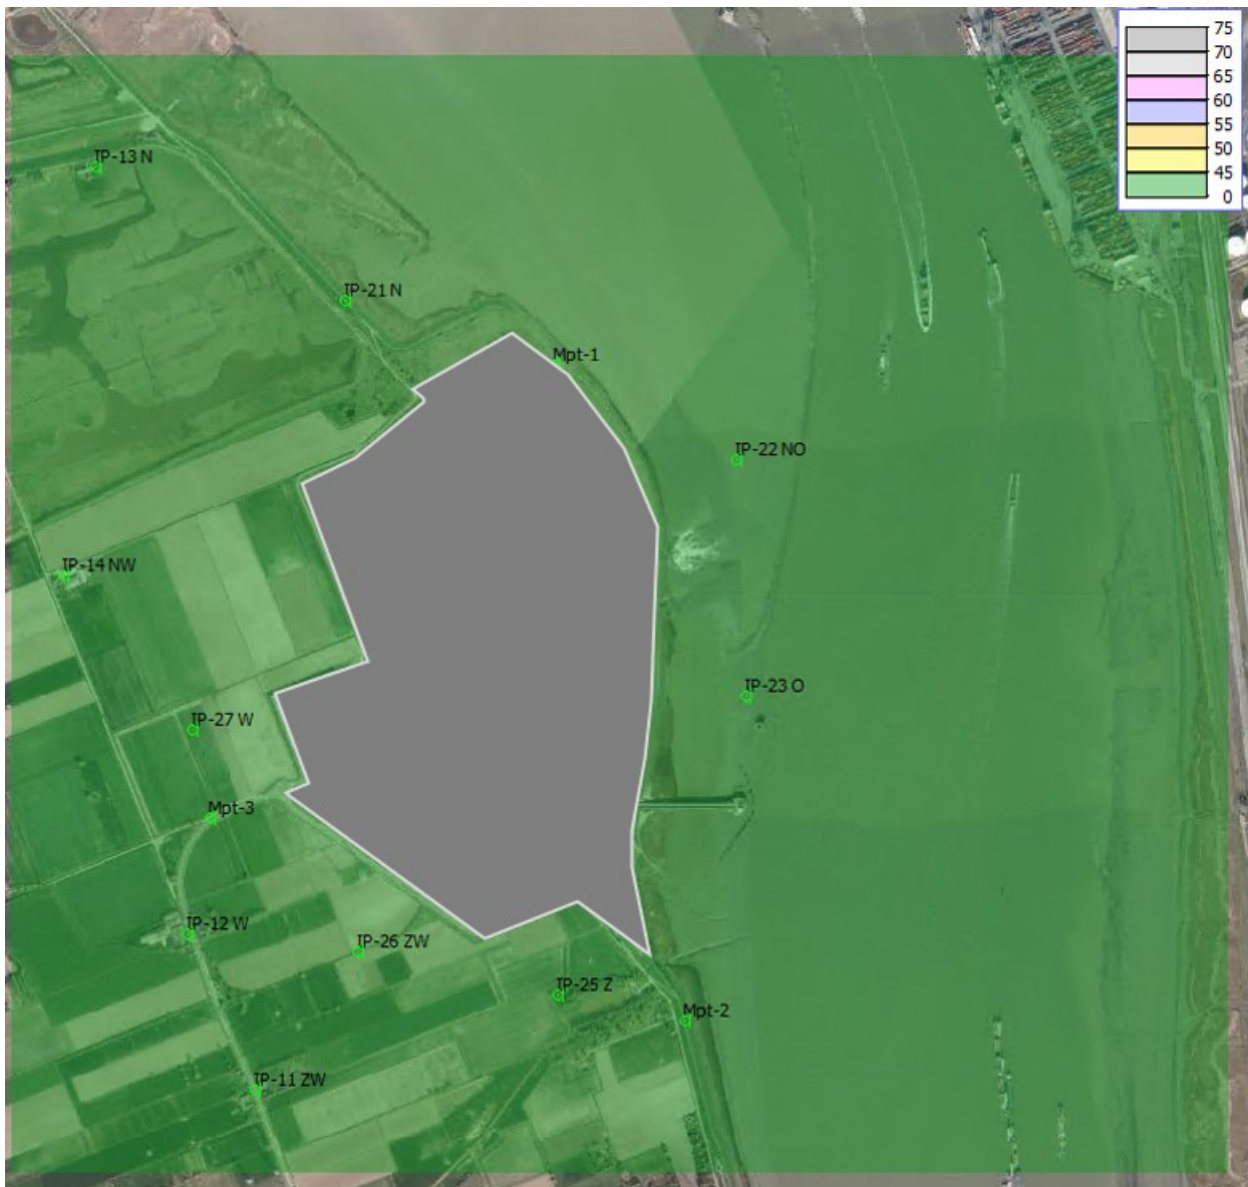 75
70
65
60
55
50
45
0
IP-13 N
IP-21 N
Mpt-1
IP-22 NO
IP-14 NW
IP-23 O
IP-27 W
Mpt-3
IP-12 W
IP-26 ZW
IP-25 Z
Mpt-2
IP-11 ZW